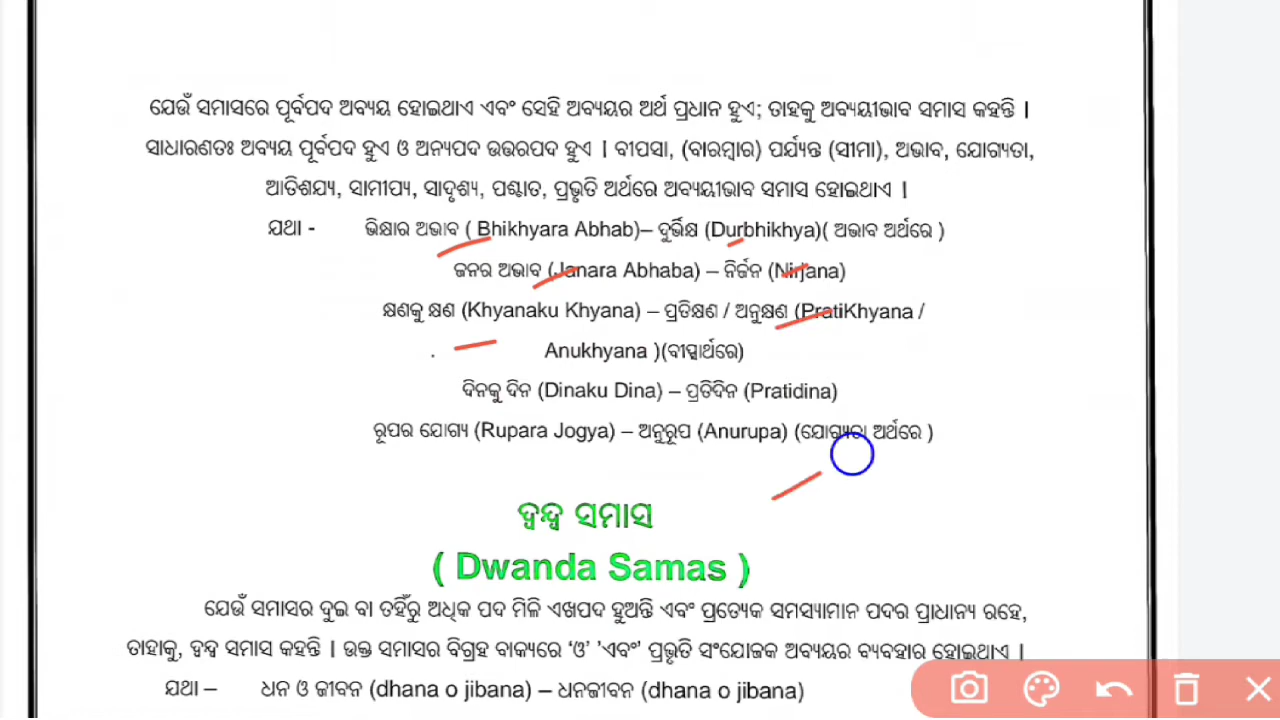 ଯେଉଁ ସମାସରେ ପୂର୍ବପଦ ଅବ୍ୟୟ ହୋଇଥାଏ ଏବଂ ସେହି ଅବ୍ୟୟର ଅର୍ଥ ପ୍ରଧାନ ହୁଏ; ତାହାକୁ ଅବ୍ୟୟୀଭାବ ସମାସ କହନ୍ତି ।
ସାଧାରଣତଃ ଅବ୍ୟୟ ପୂର୍ବପଦ ହୁଏ ଓ ଅନ୍ୟପଦ ଉତ୍ତରପଦ ହୁଏ । ବୀପସା, (ବାରମ୍ବାର) ପର୍ଯ୍ୟନ୍ତ (ସୀମା), ଅଭାବ, ଯୋଗ୍ୟତା,
ଆତିଶଯ୍ୟ, ସାମୀପ୍ୟ, ସାଦୃଶ୍ୟ, ପଶ୍ଚାତ, ପ୍ରଭୃତି ଅର୍ଥରେ ଅବ୍ୟୟୀଭାବ ସମାସ ହୋଇଥାଏ ।
ଯଥା - ଭିକ୍ଷାର ଅଭାବ ( Bhikhyara Abhab)– ଦୁର୍ଭିକ୍ଷ (Durbhikhya)( ଅଭାବ ଅର୍ଥରେ )
ଜନର ଅଭାବ (Janara Abhaba) – ନିର୍ଜନ (Nirjana)
କ୍ଷଣକୁ କ୍ଷଣ (Khyanaku Khyana) – ପ୍ରତିକ୍ଷଣ / ଅନୁକ୍ଷଣ (PratiKhyana /
. Anukhyana )(ବୀପ୍ସାର୍ଥରେ)
ଦିନକୁ ଦିନ (Dinaku Dina) – ପ୍ରତିଦିନ (Pratidina)
ରୂପର ଯୋଗ୍ୟ (Rupara Jogya) – ଅନୁରୂପ (Anurupa) (ଯୋଗ୍ୟତା ଅର୍ଥରେ )
ଦ୍ୱନ୍ଦ୍ୱ ସମାସ
( Dwanda Samas )
ଯେଉଁ ସମାସର ଦୁଇ ବା ତହିଁରୁ ଅଧିକ ପଦ ମିଳି ଏଖପଦ ହୁଅନ୍ତି ଏବଂ ପ୍ରତ୍ୟେକ ସମସ୍ୟାମାନ ପଦର ପ୍ରାଧାନ୍ୟ ରହେ,
ତାହାକୁ, ଦ୍ୱନ୍ଦ୍ୱ ସମାସ କହନ୍ତି । ଉକ୍ତ ସମାସର ବିଗ୍ରହ ବାକ୍ୟରେ ‘ଓ’ ’ଏବଂ’ ପ୍ରଭୃତି ସଂଯୋଜକ ଅବ୍ୟୟର ବ୍ୟବହାର ହୋଇଥାଏ ।
ଯଥା – ଧନ ଓ ଜୀବନ (dhana o jibana) – ଧନଜୀବନ (dhana o jibana)